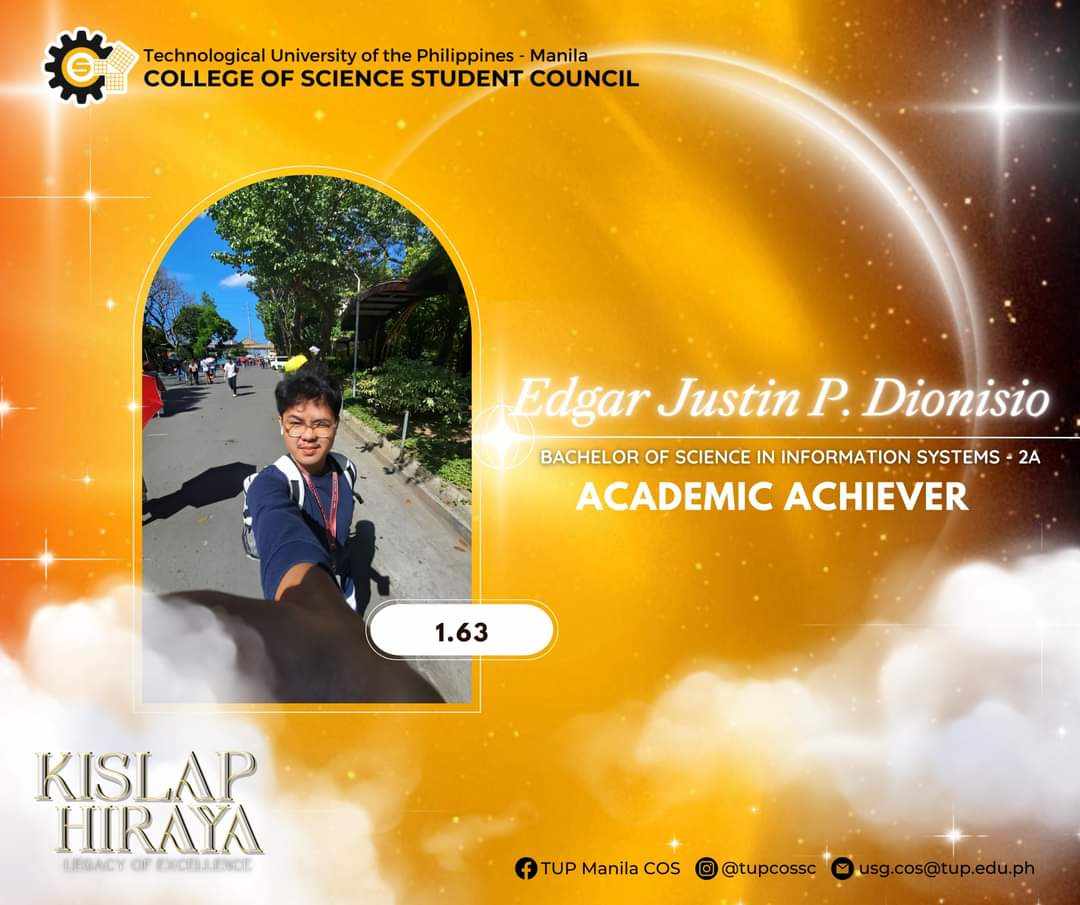 Technological University of the Philippines - Manila
COLLEGE OF SCIENCE STUDENT COUNCIL
Edgar Justin P. Dionisio
BACHELOR OF SCIENCE IN INFORMATION SYSTEMS - 2A
ACADEMIC ACHIEVER
1.63
KISLAP
HIRAYA
LEGACY OF EXCELLENCE
TUP Manila COS @tupcossc usg.cos@tup.edu.ph